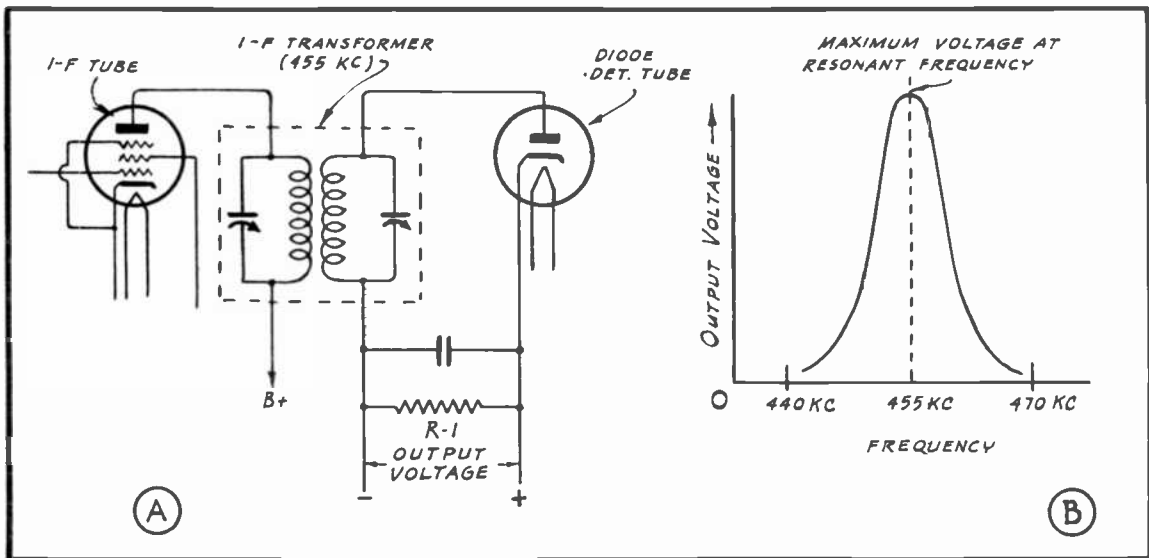 I-F TUBE
I-F TRANSFORMER
(455 KC)
DIODE
DET. TUBE
B+
R-1
OUTPUT
VOLTAGE
-
+
A
MAXIMUM VOLTAGE AT
RESONANT FREQUENCY
OUTPUT VOLTAGE
O
440 KC
455 KC
470 KC
FREQUENCY
B